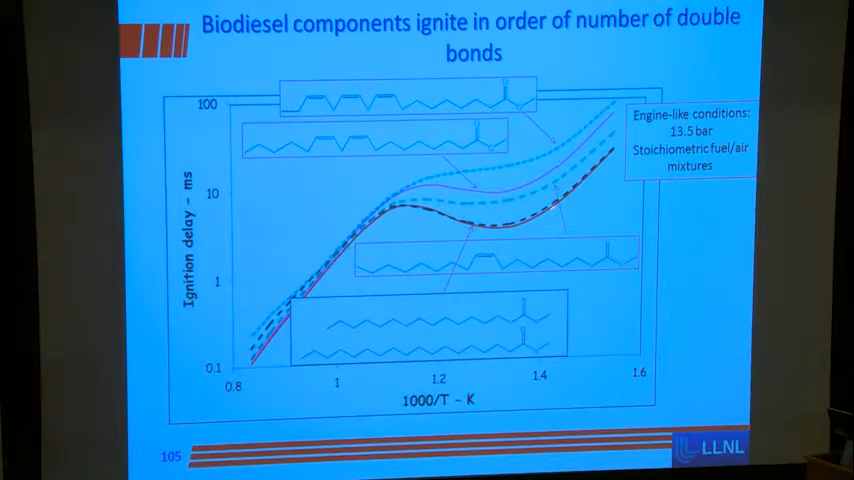 Biodiesel components ignite in order of number of double
bonds
Engine-like conditions:
13.5 bar
Stoichiometric fuel/air
mixtures
100
10
1
0.1
Ignition delay - ms
0.8
1
1.2
1.4
1.6
1000/T - K
105
LLNL